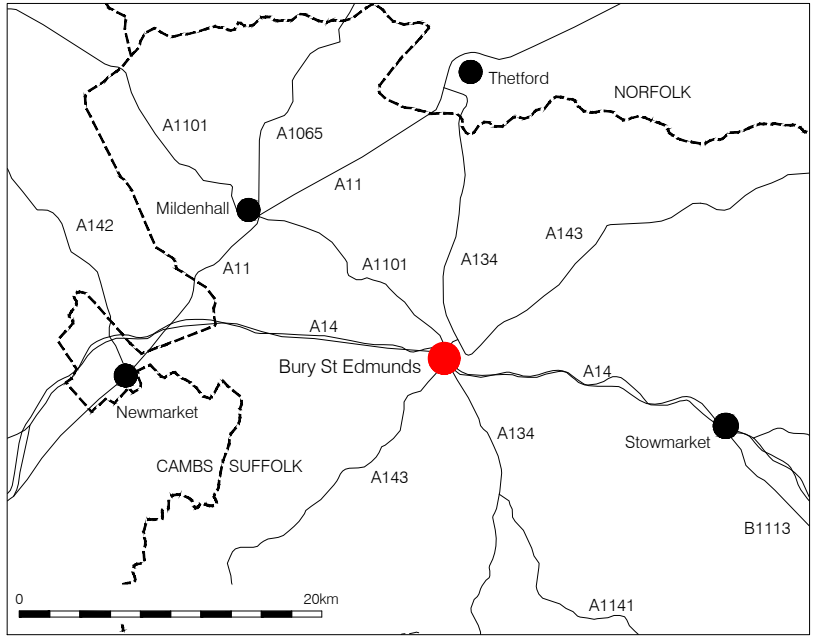 Thetford
NORFOLK
A1101
A1065
A11
Mildenhall
A142
A143
A134
A11
A1101
A14
Bury St Edmunds
A14
Newmarket
A134
Stowmarket
CAMBS SUFFOLK
A143
B1113
0 20km
A1141